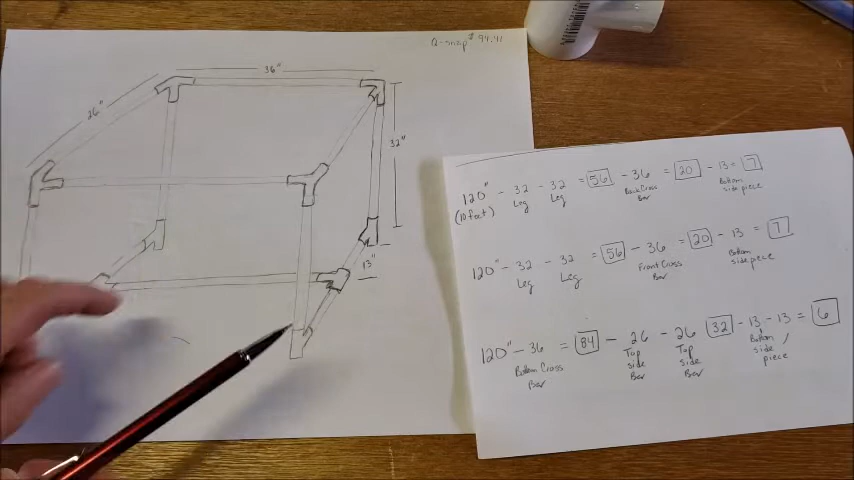 Q-snap $94.41
36"
26"
32"
13"
120" - 32 - 32 = 56 - 36 = 20 - 13 = 7
(10 feet) Leg Leg Back Cross Bar Bottom side piece
120" - 32 - 32 = 56 - 36 = 20 - 13 = 7
Leg Leg Front Cross Bar Bottom side piece
120" - 36 = 84 - 26 - 26 32 - 13 - 13 = 6
Bottom Cross Bar Top side Bar Top side Bar Bottom side piece